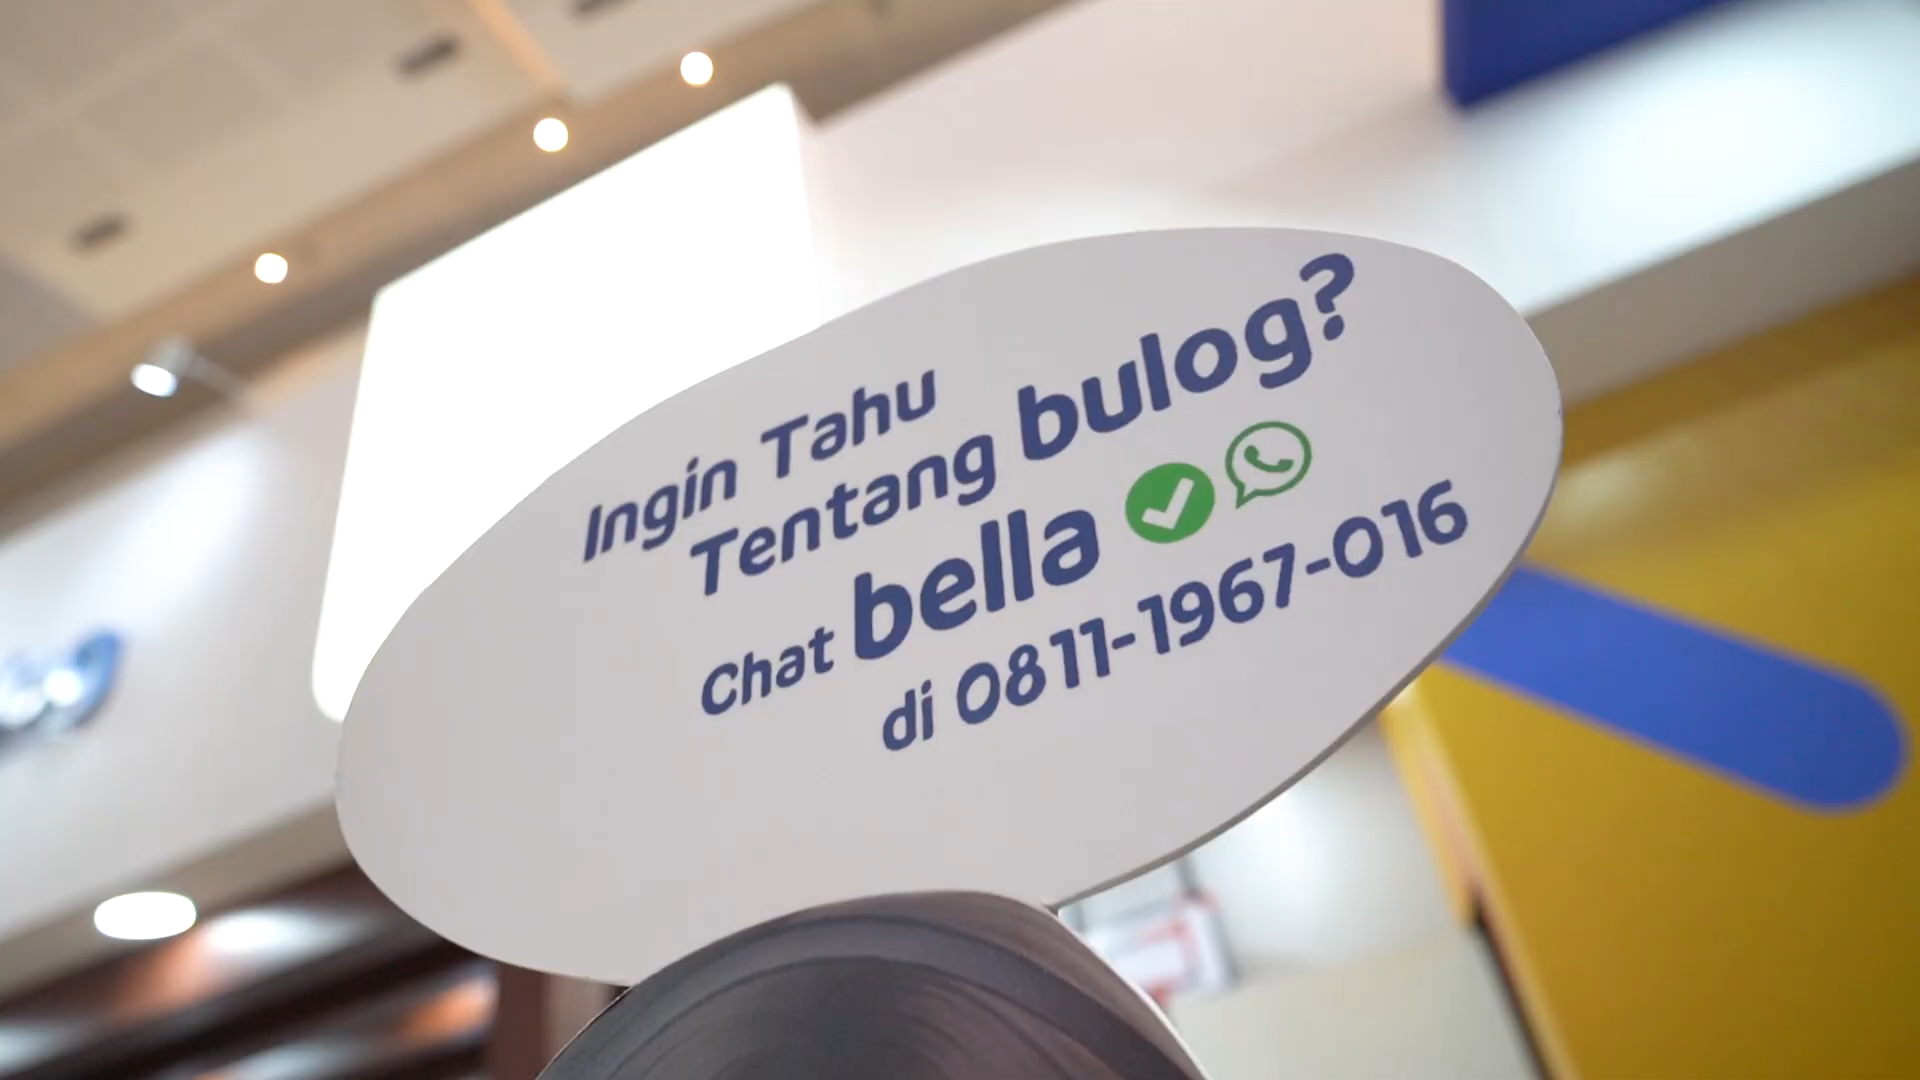 Ingin Tahu
Tentang bulog?
Chat bella
di 0811-1967-016